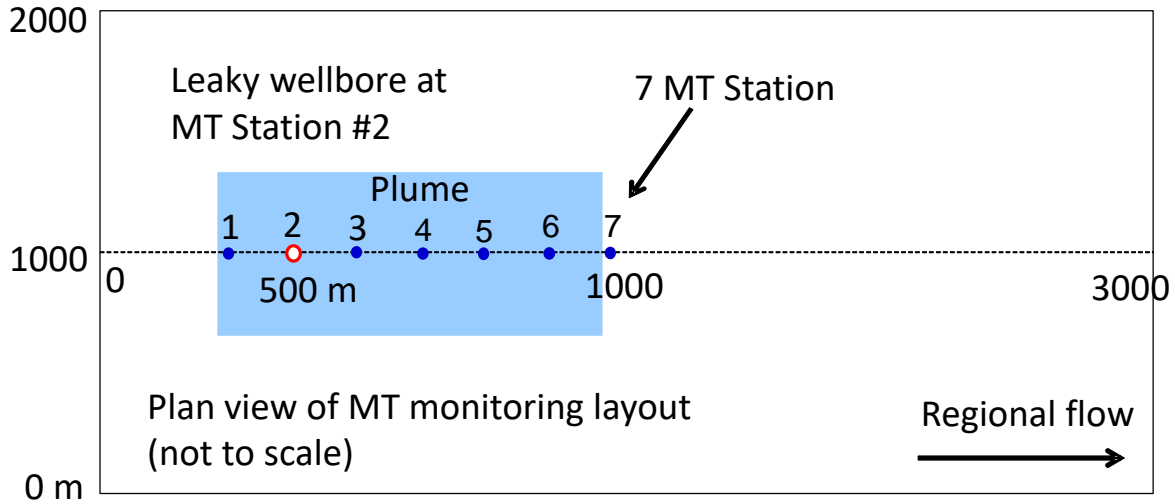 2000
Leaky wellbore at
MT Station #2
7 MT Station
Plume
1 2 3 4 5 6 7
1000
0 500 m 1000 3000
Plan view of MT monitoring layout
(not to scale)
Regional flow
0 m